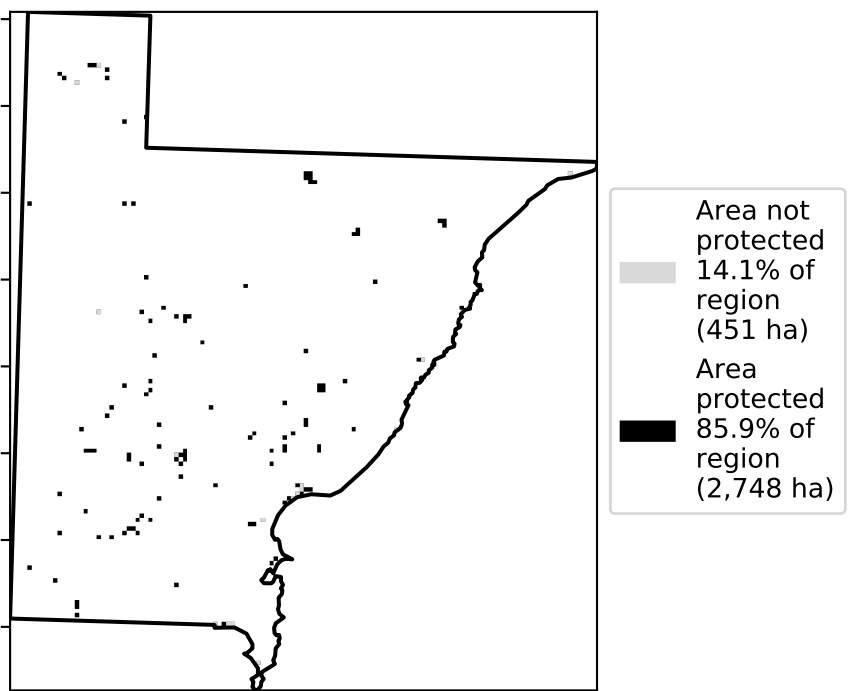 Area not
protected
14.1% of
region
(451 ha)
Area
protected
85.9% of
region
(2,748 ha)